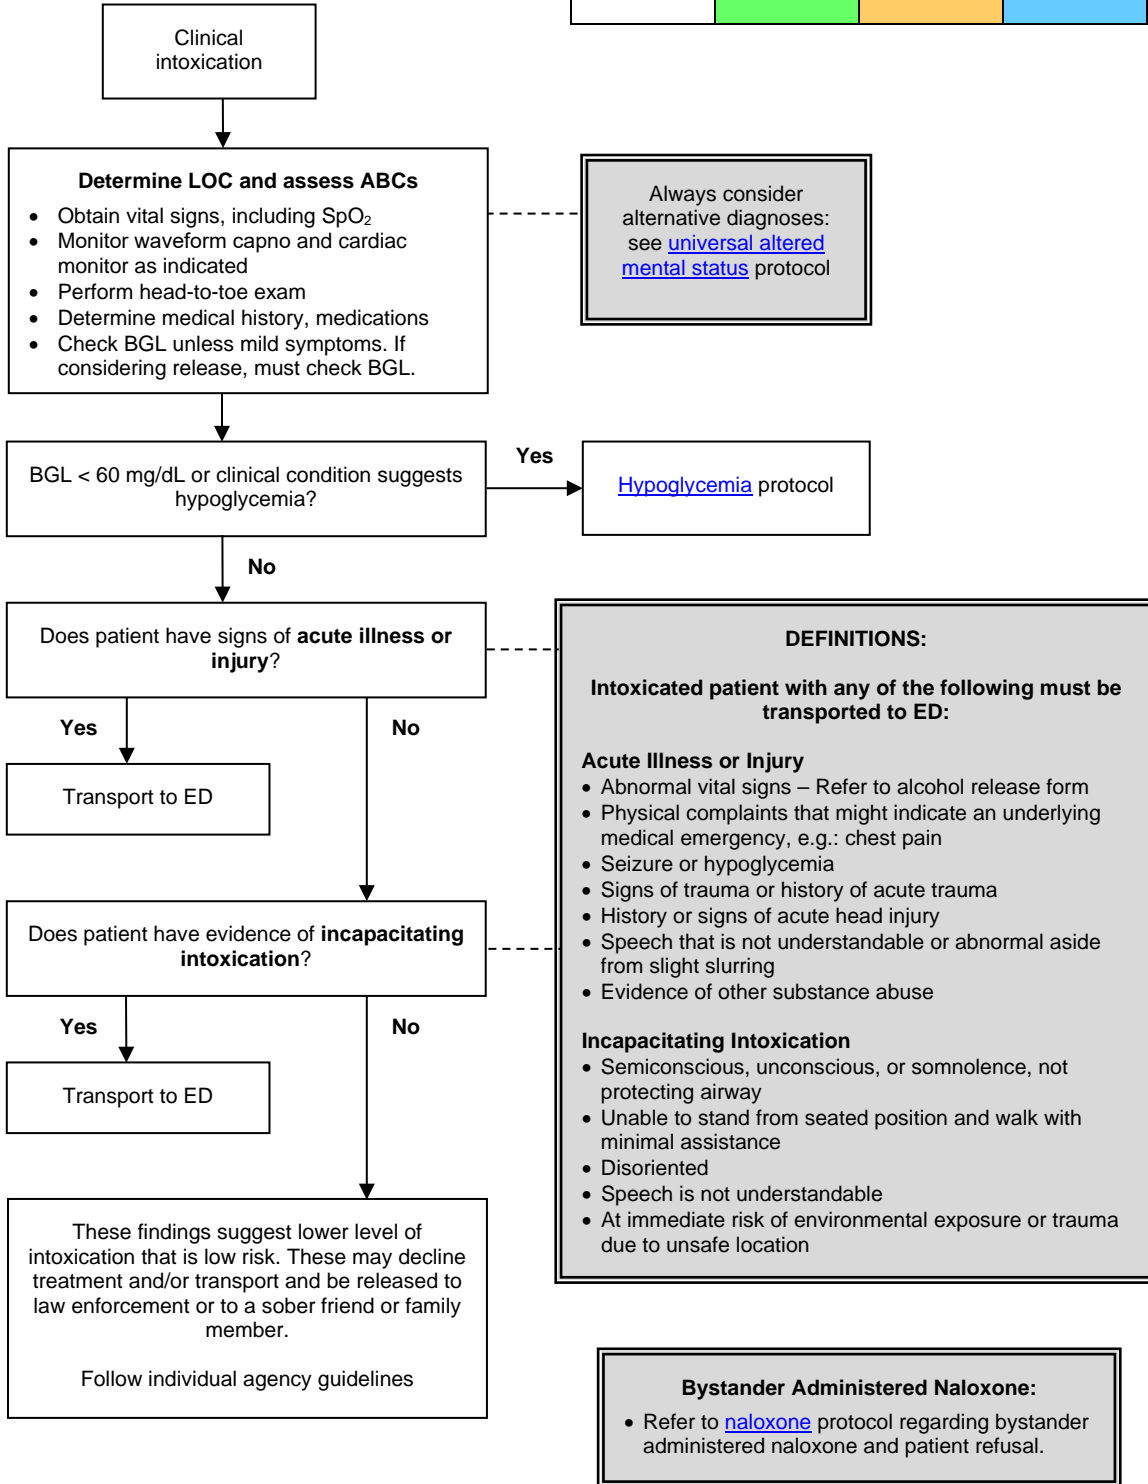 Clinical
intoxication
Determine LOC and assess ABCs
• Obtain vital signs, including SpO₂
• Monitor waveform capno and cardiac
monitor as indicated
• Perform head-to-toe exam
• Determine medical history, medications
• Check BGL unless mild symptoms. If
considering release, must check BGL.
Always consider
alternative diagnoses:
see universal altered
mental status protocol
BGL < 60 mg/dL or clinical condition suggests
hypoglycemia?
Yes
Hypoglycemia protocol
No
Does patient have signs of acute illness or
injury?
Yes
No
Transport to ED
Does patient have evidence of incapacitating
intoxication?
Yes
No
Transport to ED
These findings suggest lower level of
intoxication that is low risk. These may decline
treatment and/or transport and be released to
law enforcement or to a sober friend or family
member.
Follow individual agency guidelines
DEFINITIONS:
Intoxicated patient with any of the following must be
transported to ED:
Acute Illness or Injury
• Abnormal vital signs – Refer to alcohol release form
• Physical complaints that might indicate an underlying
medical emergency, e.g.: chest pain
• Seizure or hypoglycemia
• Signs of trauma or history of acute trauma
• History or signs of acute head injury
• Speech that is not understandable or abnormal aside
from slight slurring
• Evidence of other substance abuse
Incapacitating Intoxication
• Semiconscious, unconscious, or somnolence, not
protecting airway
• Unable to stand from seated position and walk with
minimal assistance
• Disoriented
• Speech is not understandable
• At immediate risk of environmental exposure or trauma
due to unsafe location
Bystander Administered Naloxone:
• Refer to naloxone protocol regarding bystander
administered naloxone and patient refusal.